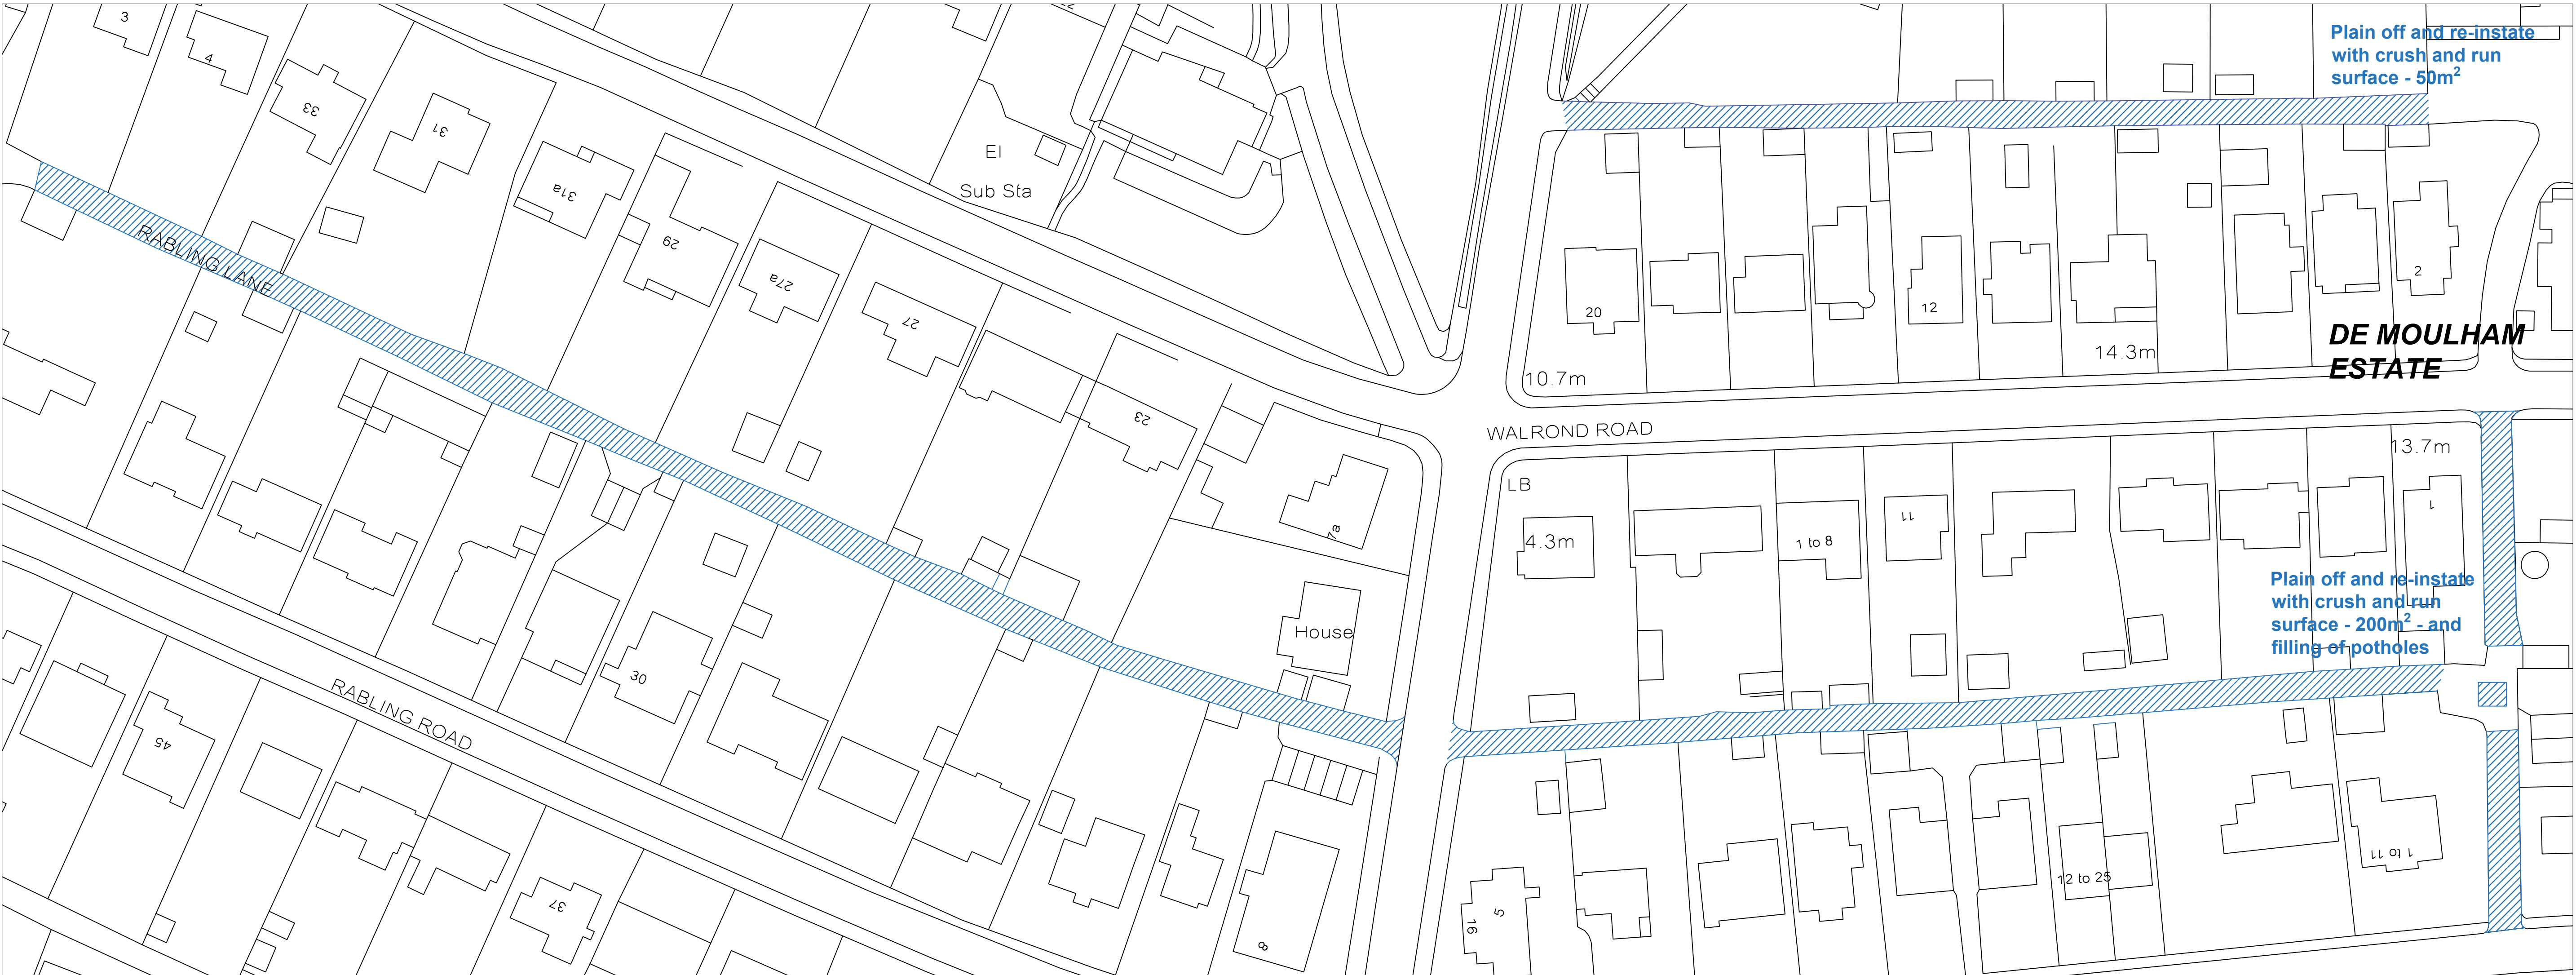 3
4
33
31
31a
29
27a
27
23
7a
El
Sub Sta
House
RABLING LANE
RABLING ROAD
30
45
37
8
Plain off and re-instate
with crush and run
surface - 50m²
20
12
2
10.7m
14.3m
DE MOULHAM
ESTATE
WALROND ROAD
13.7m
LB
4.3m
1 to 8
11
1
Plain off and re-instate
with crush and run
surface - 200m² - and
filling of potholes
16
5
12 to 25
1 to 11